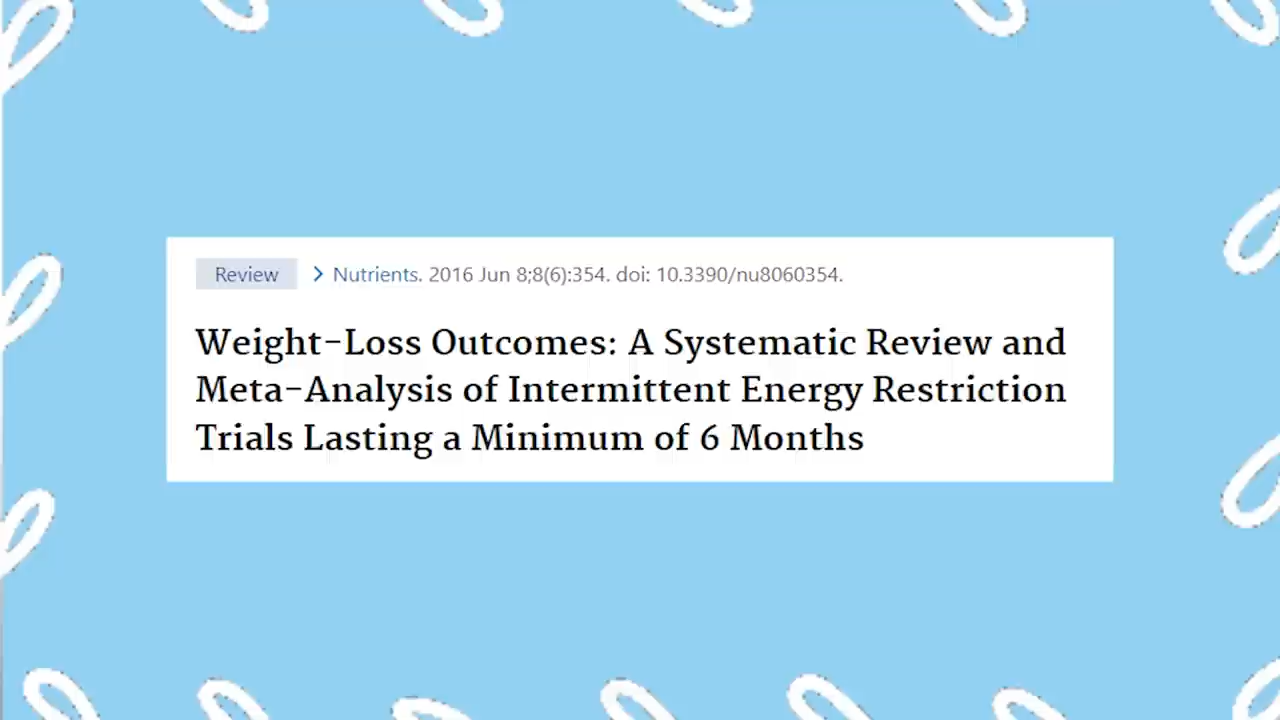 Review > Nutrients. 2016 Jun 8;8(6):354. doi: 10.3390/nu8060354.
Weight-Loss Outcomes: A Systematic Review and
Meta-Analysis of Intermittent Energy Restriction
Trials Lasting a Minimum of 6 Months